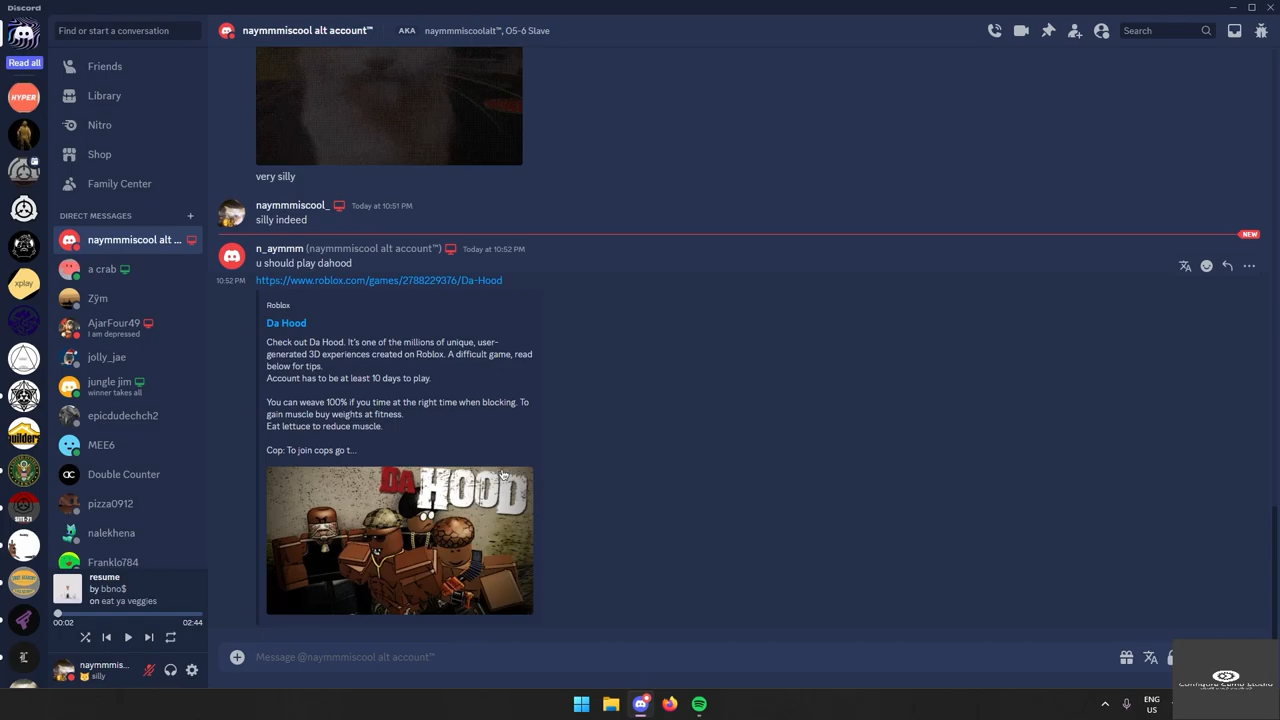 Discord
Find or start a conversation
naymmmiscool alt account™
AKA naymmmiscoolalt™, O5-6 Slave
Search
Read all
HYPER
xplay
builders
SITE-21
Friends
Library
Nitro
Shop
Family Center
DIRECT MESSAGES
naymmmiscool alt ...
a crab
Zÿm
AjarFour49
I am depressed
jolly_jae
jungle jim
winner takes all
epicdudechch2
MEE6
Double Counter
pizza0912
nalekhena
Franklo784
resume
by bbno$
on eat ya veggies
00:02
02:44
naymmmis...
silly
very silly
naymmmiscool_ Today at 10:51 PM
silly indeed
NEW
n_aymmm (naymmmiscool alt account™) Today at 10:52 PM
u should play dahood
10:52 PM https://www.roblox.com/games/2788229376/Da-Hood
Roblox
Da Hood
Check out Da Hood. It's one of the millions of unique, user-
generated 3D experiences created on Roblox. A difficult game, read
below for tips.
Account has to be at least 10 days to play.
You can weave 100% if you time at the right time when blocking. To
gain muscle buy weights at fitness.
Eat lettuce to reduce muscle.
Cop: To join cops go t...
DA HOOD
Message @naymmmiscool alt account™
ENG
US